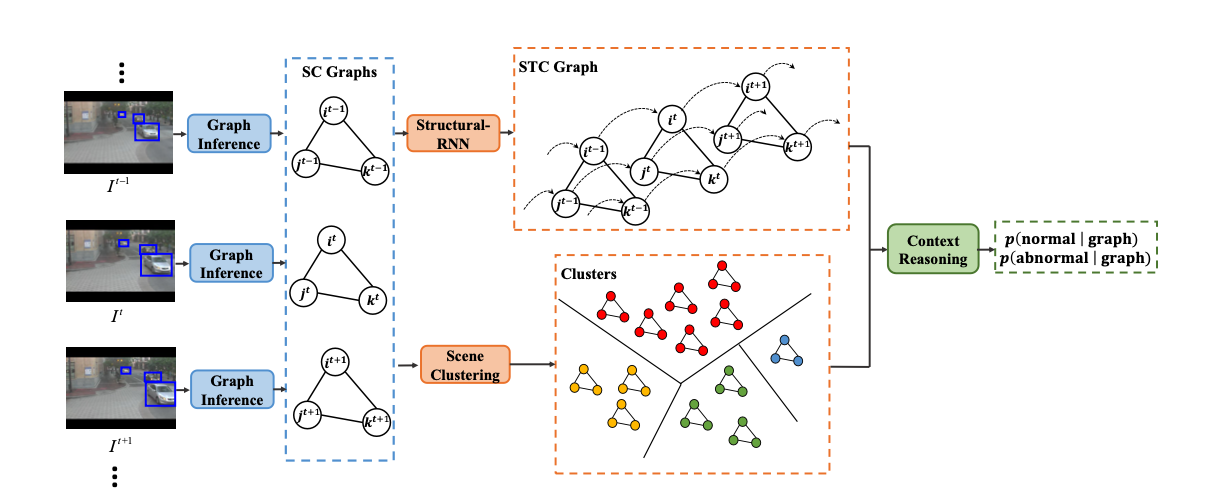 SC Graphs
STC Graph
Graph
Inference
Structural-
RNN
i^{t−1}
j^{t−1}
k^{t−1}
I^{t−1}
i^{t+1}
j^{t+1}
k^{t+1}
i^t
j^t
k^t
i^{t−1}
j^{t−1}
k^{t−1}
Graph
Inference
i^t
j^t
k^t
I^t
Context
Reasoning
p(normal | graph)
p(abnormal | graph)
Clusters
Graph
Inference
i^{t+1}
j^{t+1}
k^{t+1}
I^{t+1}
Scene
Clustering